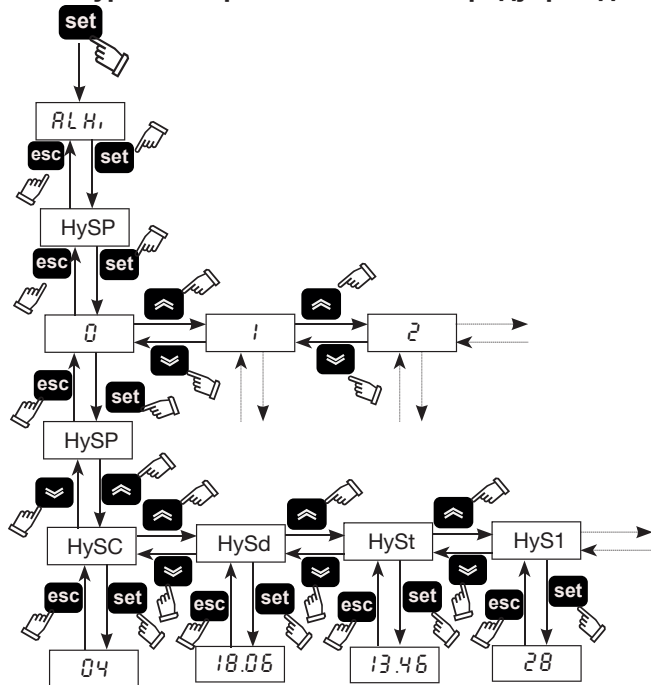 set
ALHi
esc set
HySP
esc set
0 1 2
esc set
HySP
HySC HySd HySt HyS1
esc set esc set esc set esc set
04 18.06 13.46 28